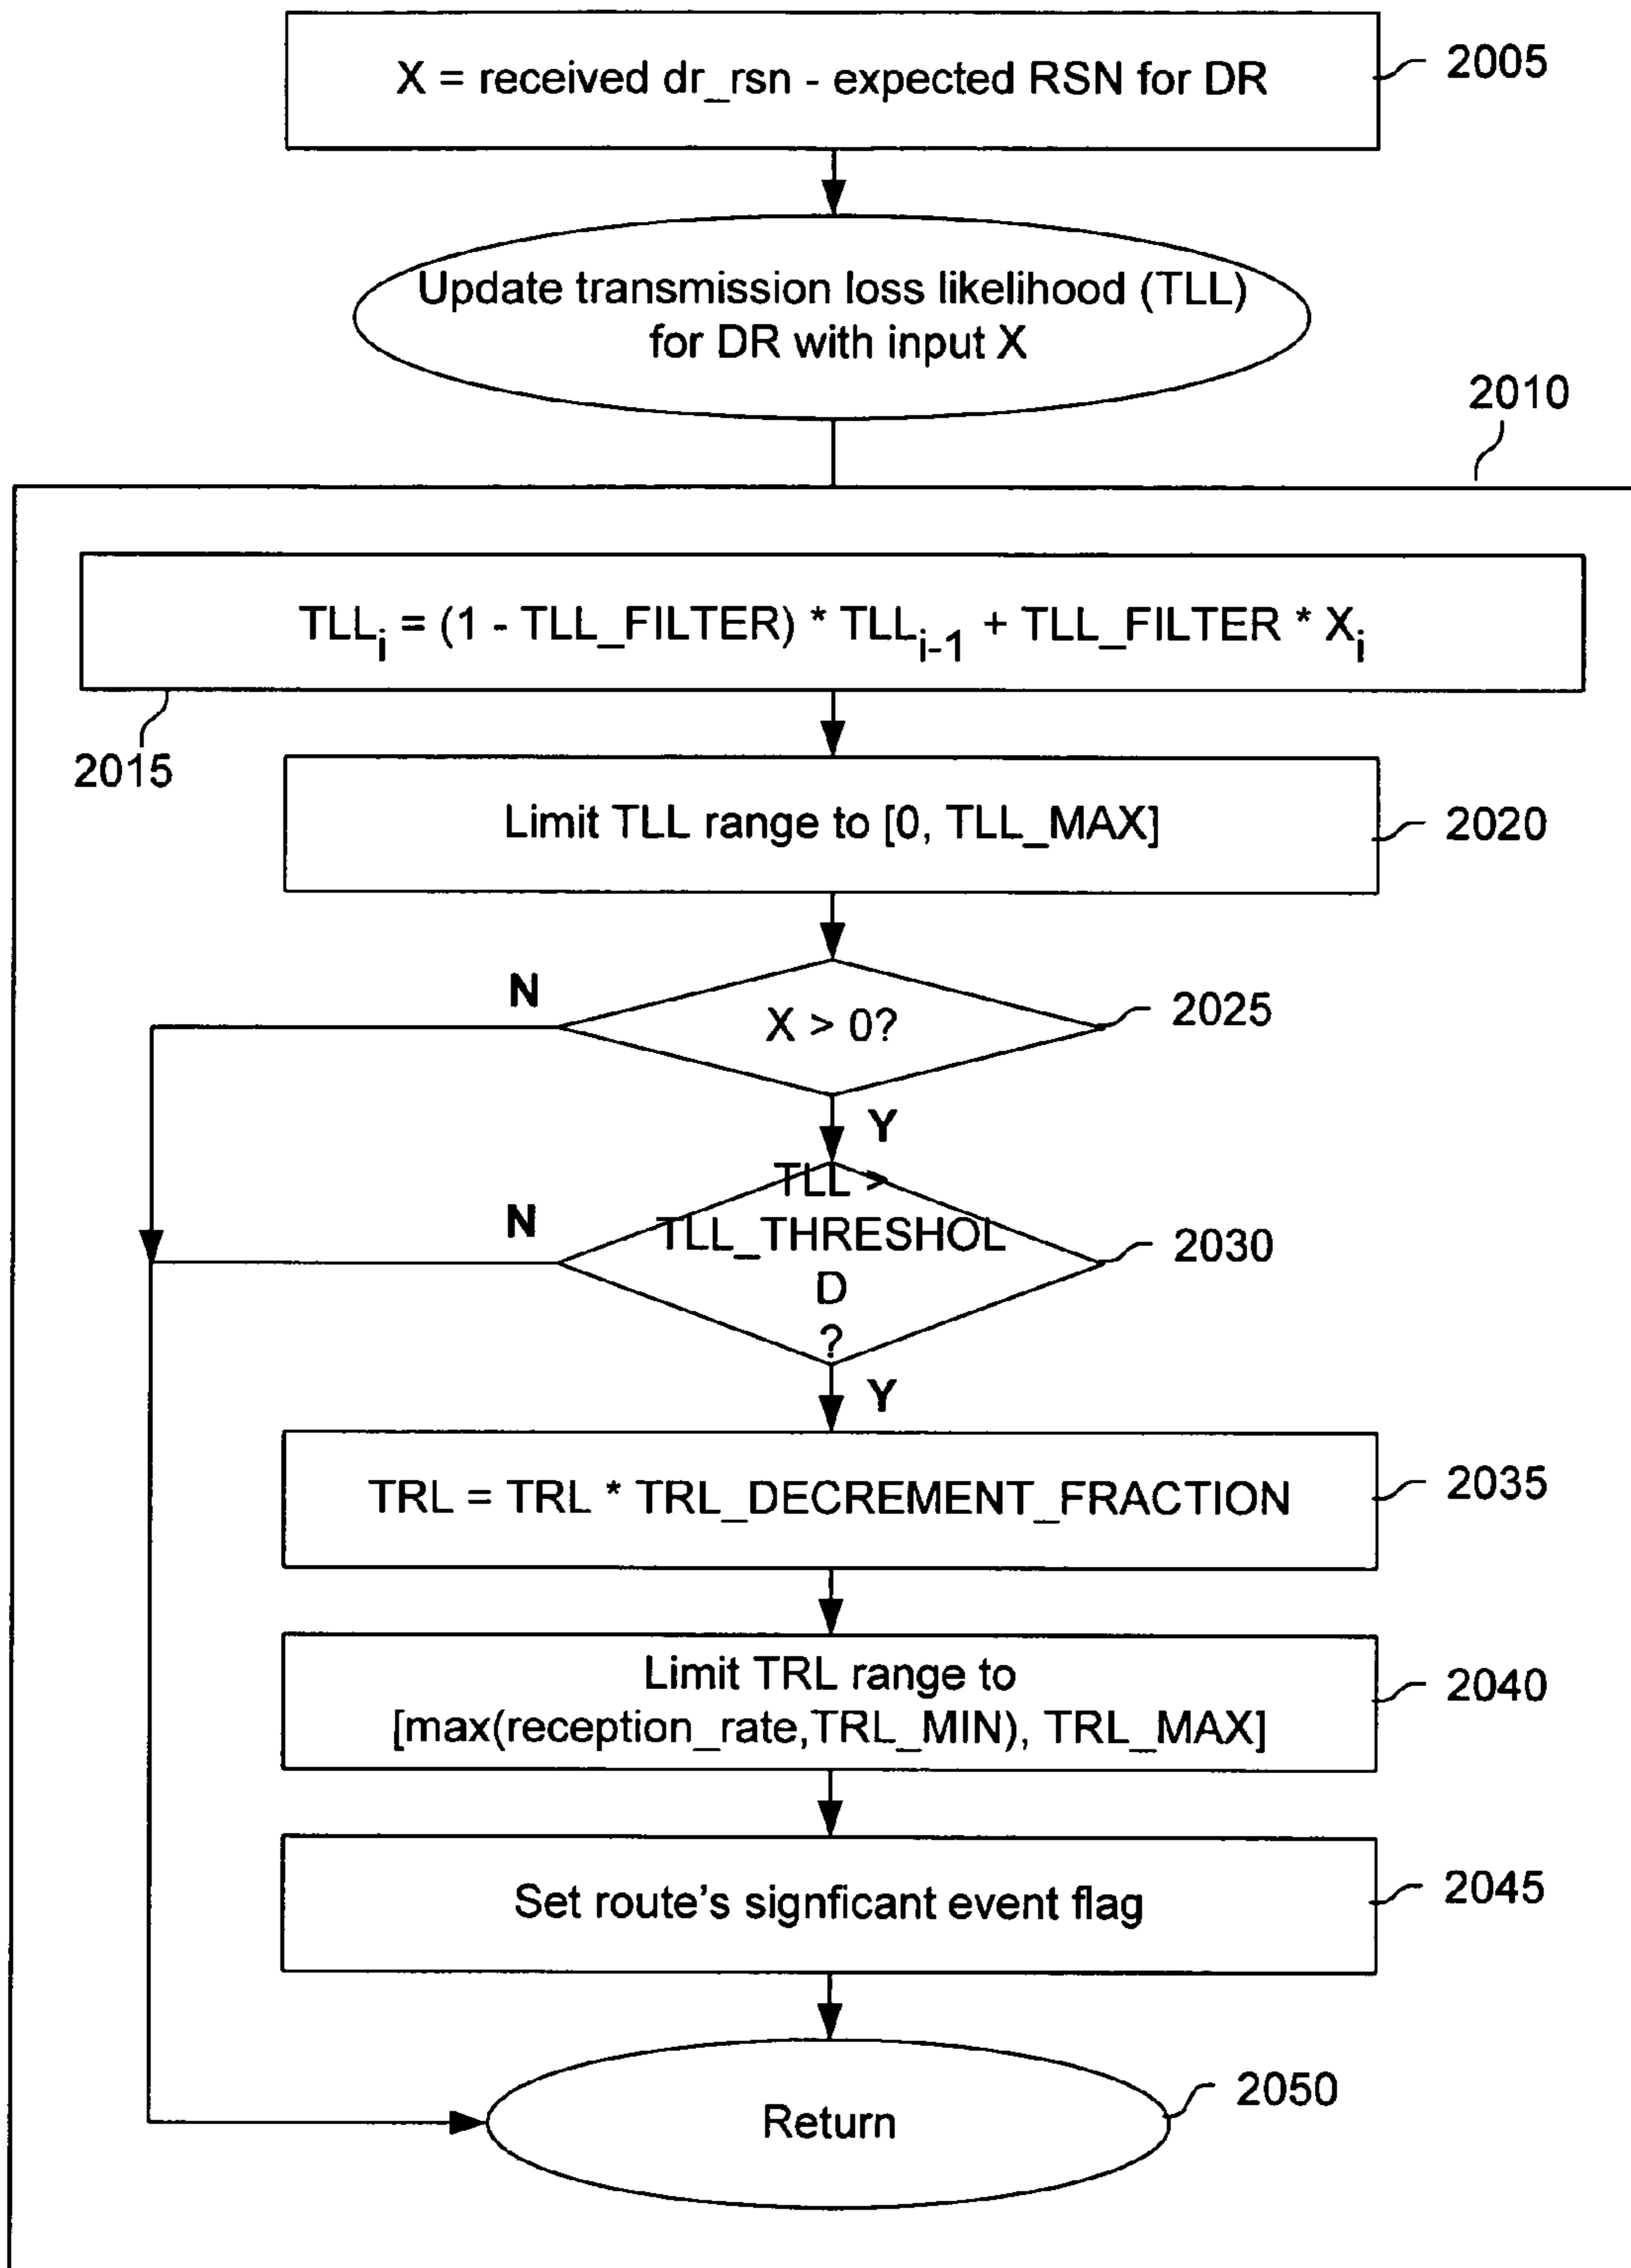 X = received dr_rsn - expected RSN for DR
2005
Update transmission loss likelihood (TLL)
for DR with input X
2010
TLLi = (1 - TLL_FILTER) * TLLi-1 + TLL_FILTER * Xi
2015
Limit TLL range to [0, TLL_MAX]
2020
N
X > 0?
2025
Y
TLL >
N
TLL_THRESHOL
2030
D
?
Y
TRL = TRL * TRL_DECREMENT_FRACTION
2035
Limit TRL range to
[max(reception_rate,TRL_MIN), TRL_MAX]
2040
Set route's signficant event flag
2045
Return
2050